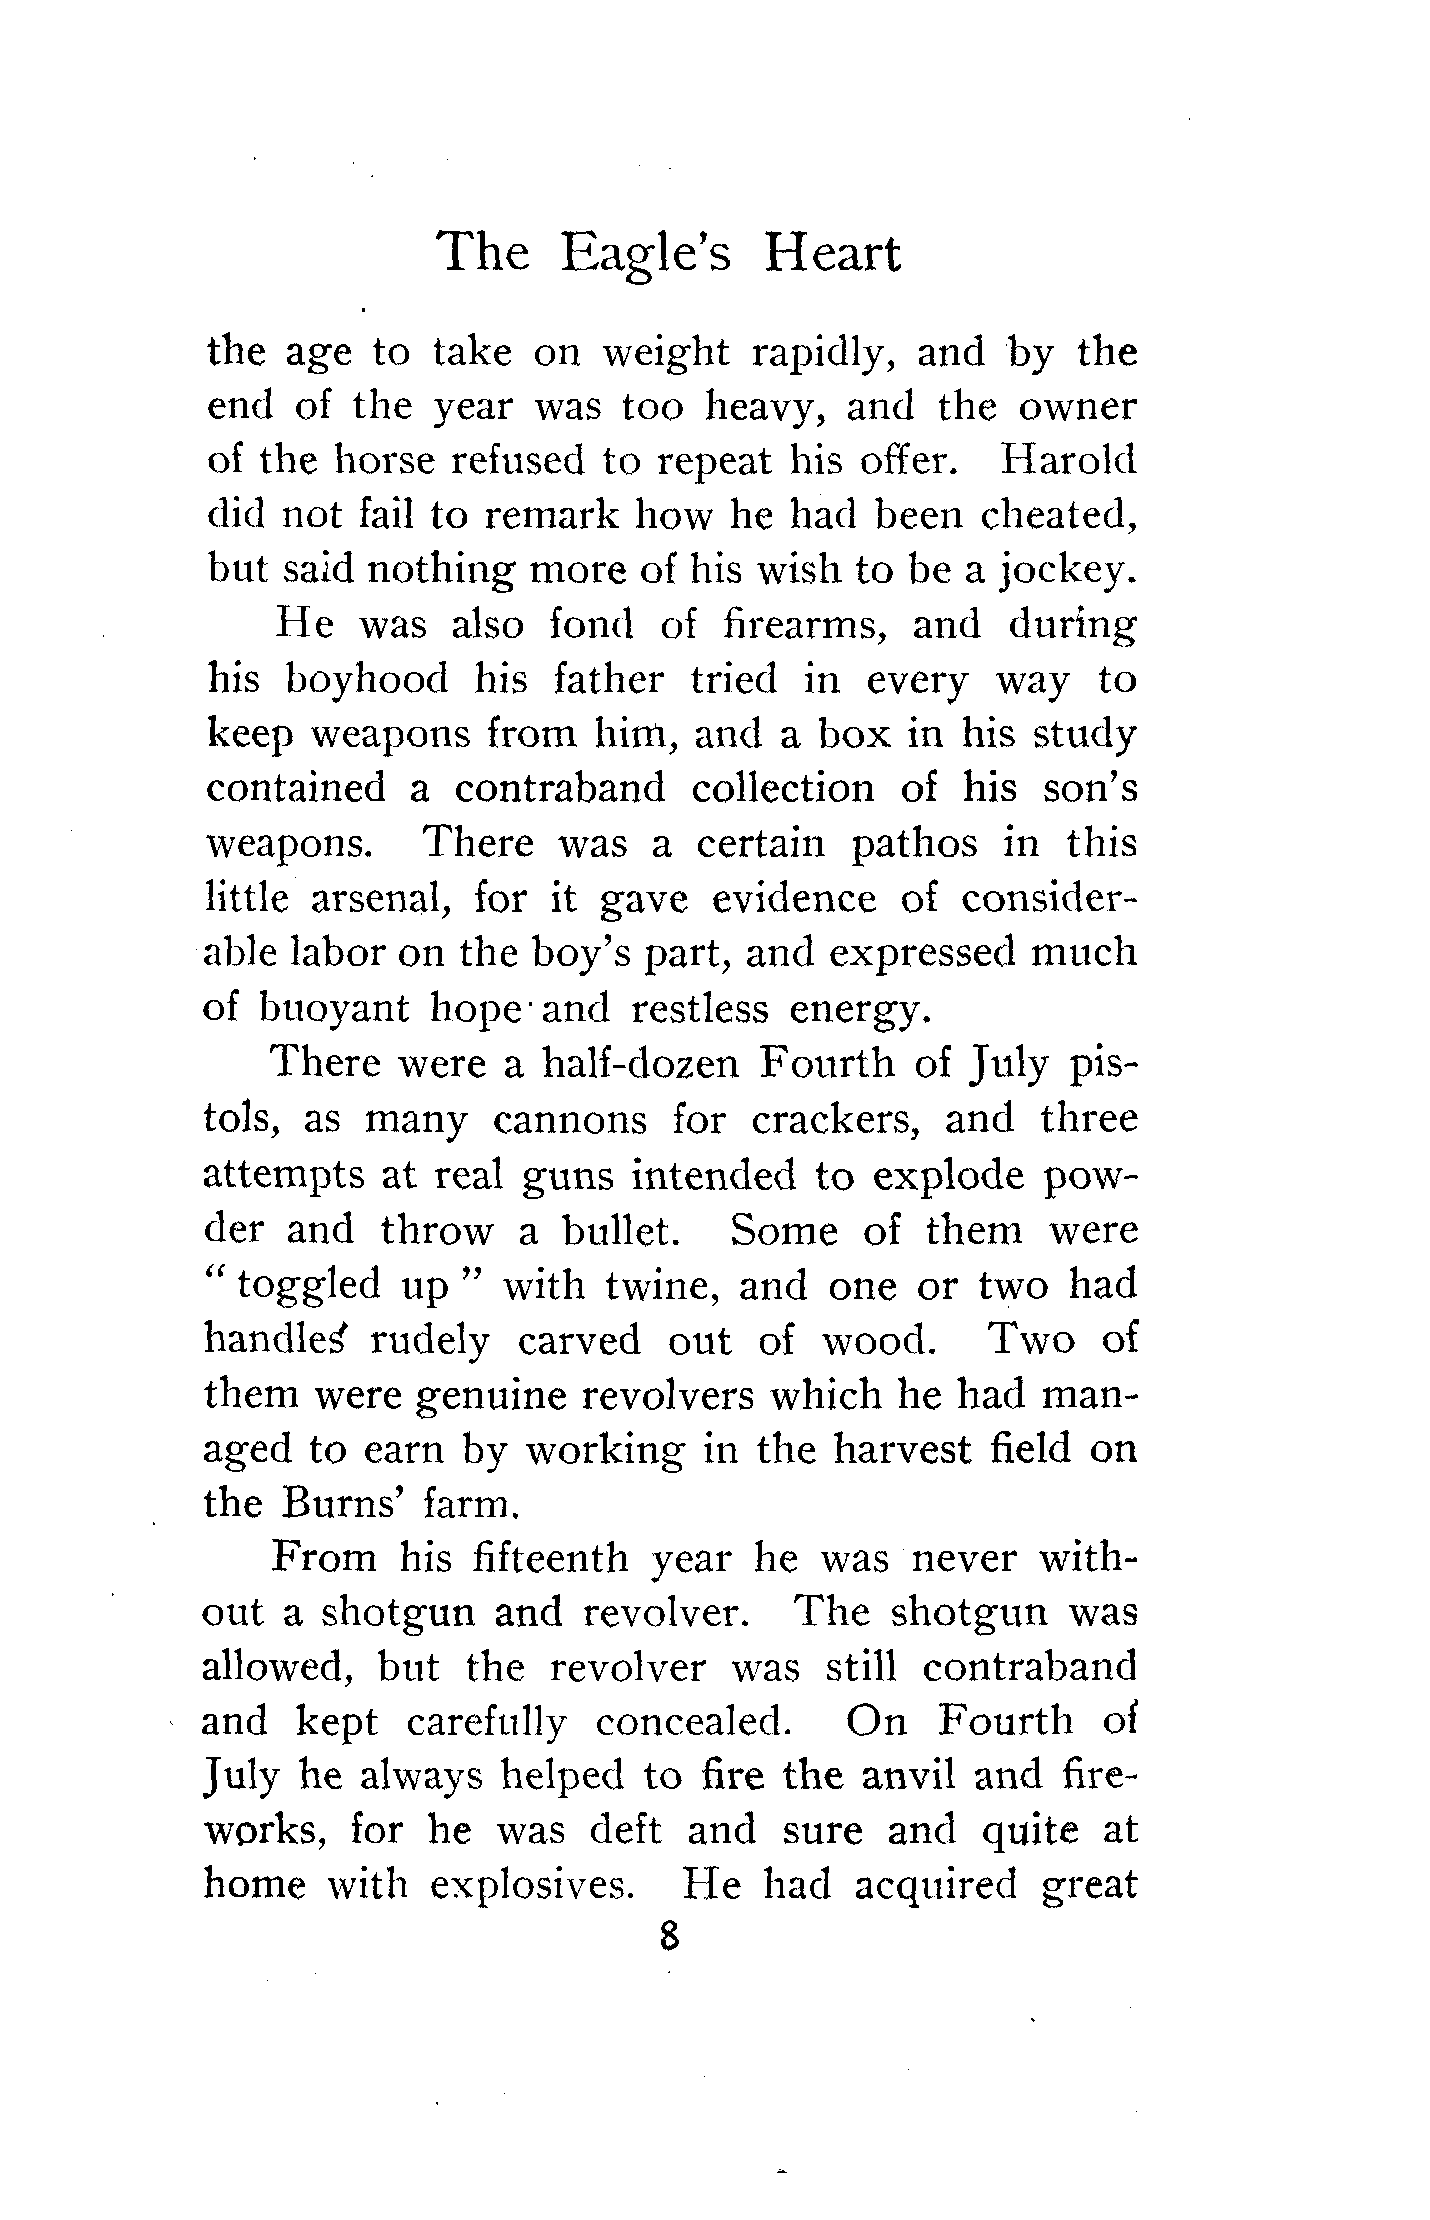 The Eagle's Heart
the age to take on weight rapidly, and by the
end of the year was too heavy, and the owner
of the horse refused to repeat his offer. Harold
did not fail to remark how he had been cheated,
but said nothing more of his wish to be a jockey.
He was also fond of firearms, and during
his boyhood his father tried in every way to
keep weapons from him, and a box in his study
contained a contraband collection of his son's
weapons. There was a certain pathos in this
little arsenal, for it gave evidence of consider-
able labor on the boy's part, and expressed much
of buoyant hope and restless energy.
There were a half-dozen Fourth of July pis-
tols, as many cannons for crackers, and three
attempts at real guns intended to explode pow-
der and throw a bullet. Some of them were
“ toggled up ” with twine, and one or two had
handles rudely carved out of wood. Two of
them were genuine revolvers which he had man-
aged to earn by working in the harvest field on
the Burns' farm.
From his fifteenth year he was never with-
out a shotgun and revolver. The shotgun was
allowed, but the revolver was still contraband
and kept carefully concealed. On Fourth of
July he always helped to fire the anvil and fire-
works, for he was deft and sure and quite at
home with explosives. He had acquired great
8